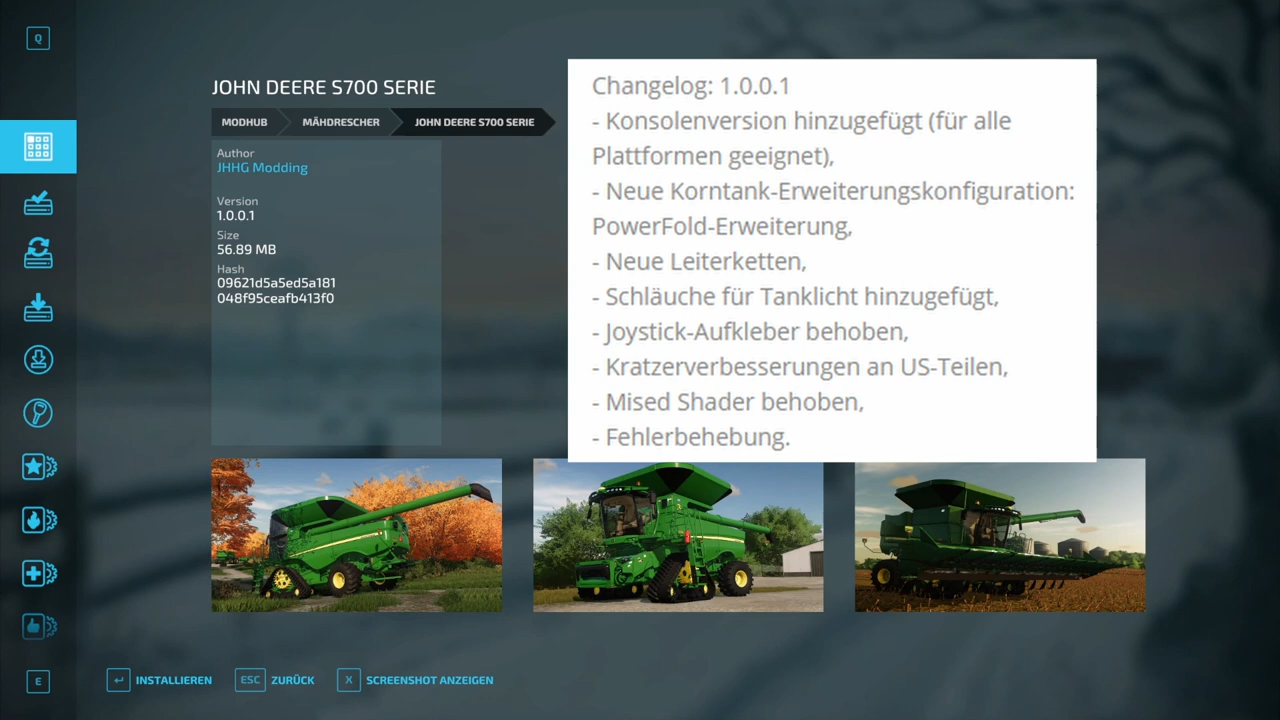 Q
JOHN DEERE S700 SERIE
MODHUB
MÄHDRESCHER
JOHN DEERE S700 SERIE
Author
JHHG Modding
Version
1.0.0.1
Size
56.89 MB
Hash
09621d5a5ed5a181
048f95ceafb413f0
Changelog: 1.0.0.1
- Konsolenversion hinzugefügt (für alle
Plattformen geeignet),
- Neue Korntank-Erweiterungskonfiguration:
PowerFold-Erweiterung,
- Neue Leiterketten,
- Schläuche für Tanklicht hinzugefügt,
- Joystick-Aufkleber behoben,
- Kratzerverbesserungen an US-Teilen,
- Mised Shader behoben,
- Fehlerbehebung.
E
INSTALLIEREN
ESC ZURÜCK
X SCREENSHOT ANZEIGEN